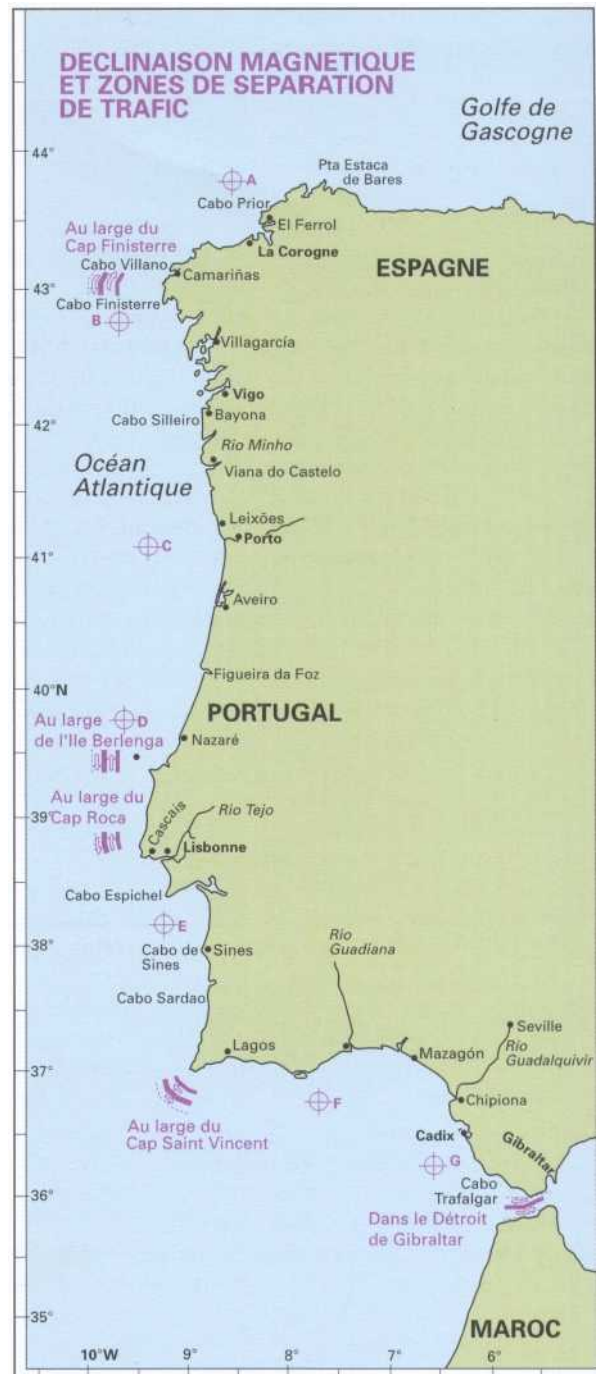 DECLINAISON MAGNETIQUE
ET ZONES DE SEPARATION
DE TRAFIC
Golfe de
Gascogne
44°
A
Pta Estaca
de Bares
Cabo Prior
El Ferrol
Au large du
Cap Finisterre
La Corogne
Cabo Villano
Camariñas
ESPAGNE
43°
Cabo Finisterre
B
Villagarcía
Vigo
Cabo Silleiro
Bayona
42°
Rio Minho
Océan
Atlantique
Viana do Castelo
Leixões
C
Porto
41°
Aveiro
Figueira da Foz
40°N
D
PORTUGAL
Au large
de l'Ile Berlenga
Nazaré
Au large du
Cap Roca
39°
Cascais
Rio Tejo
Lisbonne
Cabo Espichel
E
38°
Cabo de
Sines
Sines
Rio
Guadiana
Cabo Sardao
Seville
Lagos
Mazagón
Río
Guadalquivir
37°
F
Chipiona
Au large du
Cap Saint Vincent
Cadix
Gibraltar
G
36°
Cabo
Trafalgar
Dans le Détroit
de Gibraltar
35°
MAROC
10°W
9°
8°
7°
6°